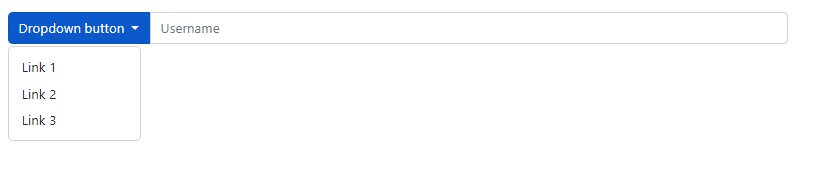 Dropdown button Username
Link 1
Link 2
Link 3